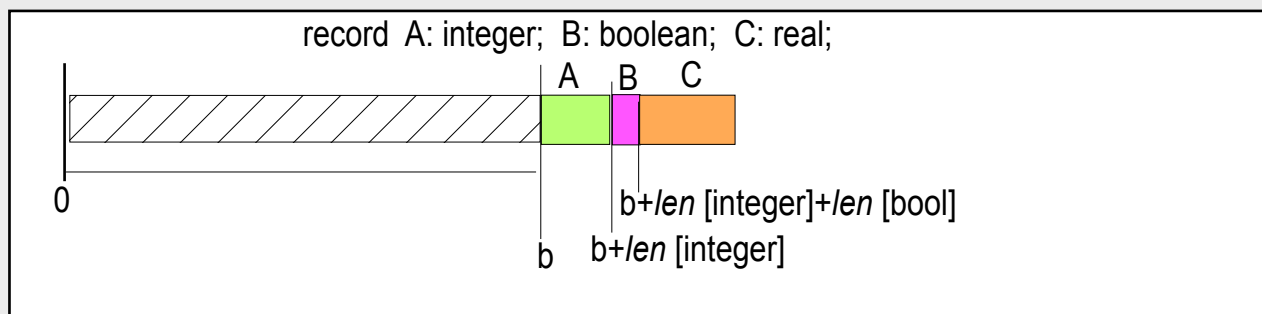 record A: integer; B: boolean; C: real;
A B C
0
b+len [integer]+len [bool]
b b+len [integer]